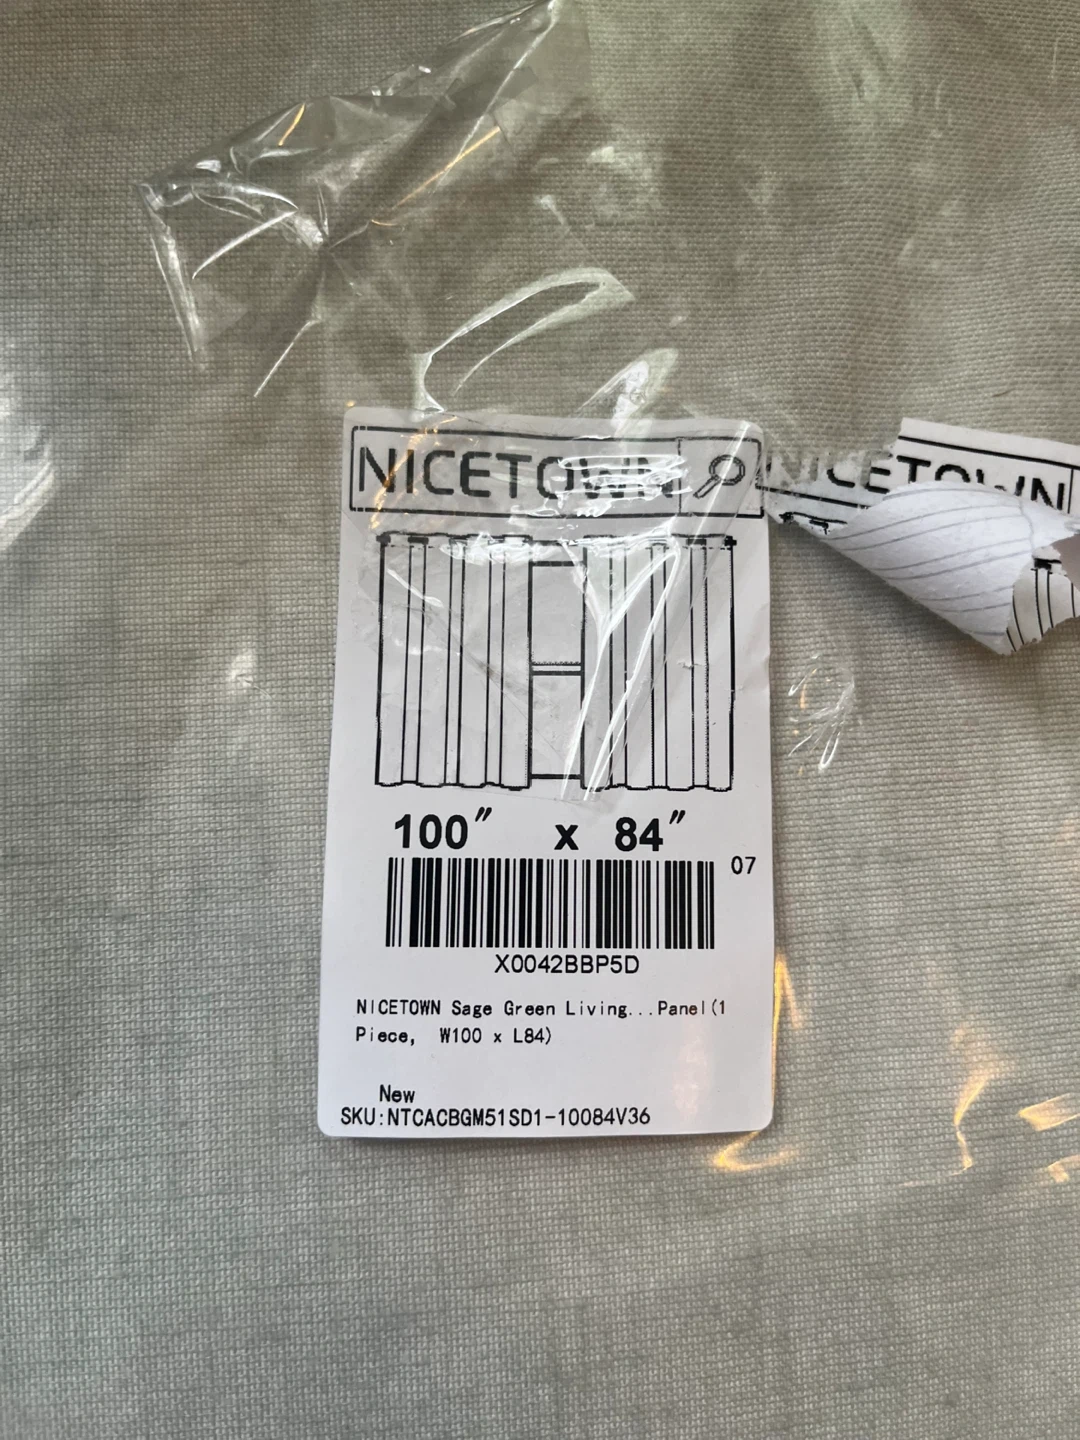 NICETOWN
NICETOWN
100" x 84"
07
X0042BBP5D
NICETOWN Sage Green Living...Panel(1
Piece, W100 x L84)
New
SKU:NTCACBGM51SD1-10084V36